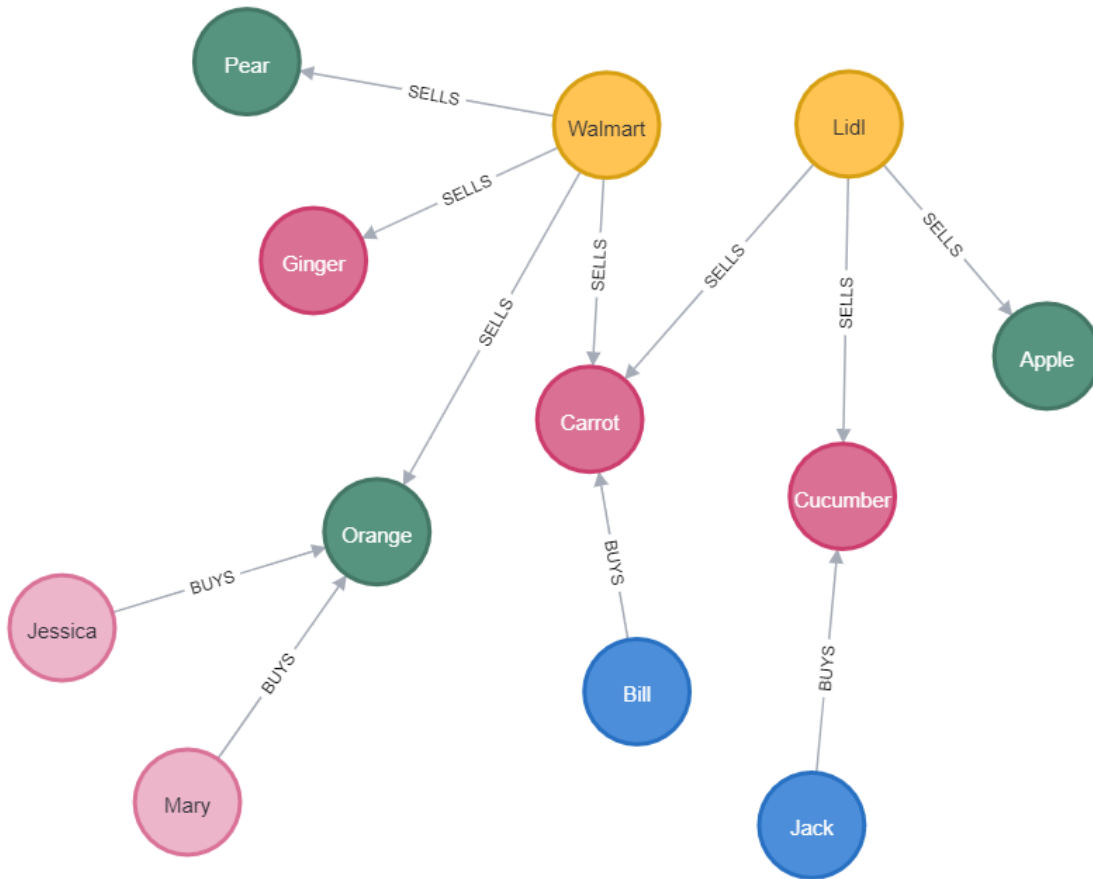 Pear
SELLS
Walmart
Lidl
SELLS
Ginger
SELLS
SELLS
SELLS
SELLS
SELLS
Apple
SELLS
Carrot
Cucumber
Orange
BUYS
BUYS
Jessica
BUYS
BUYS
Bill
Mary
Jack